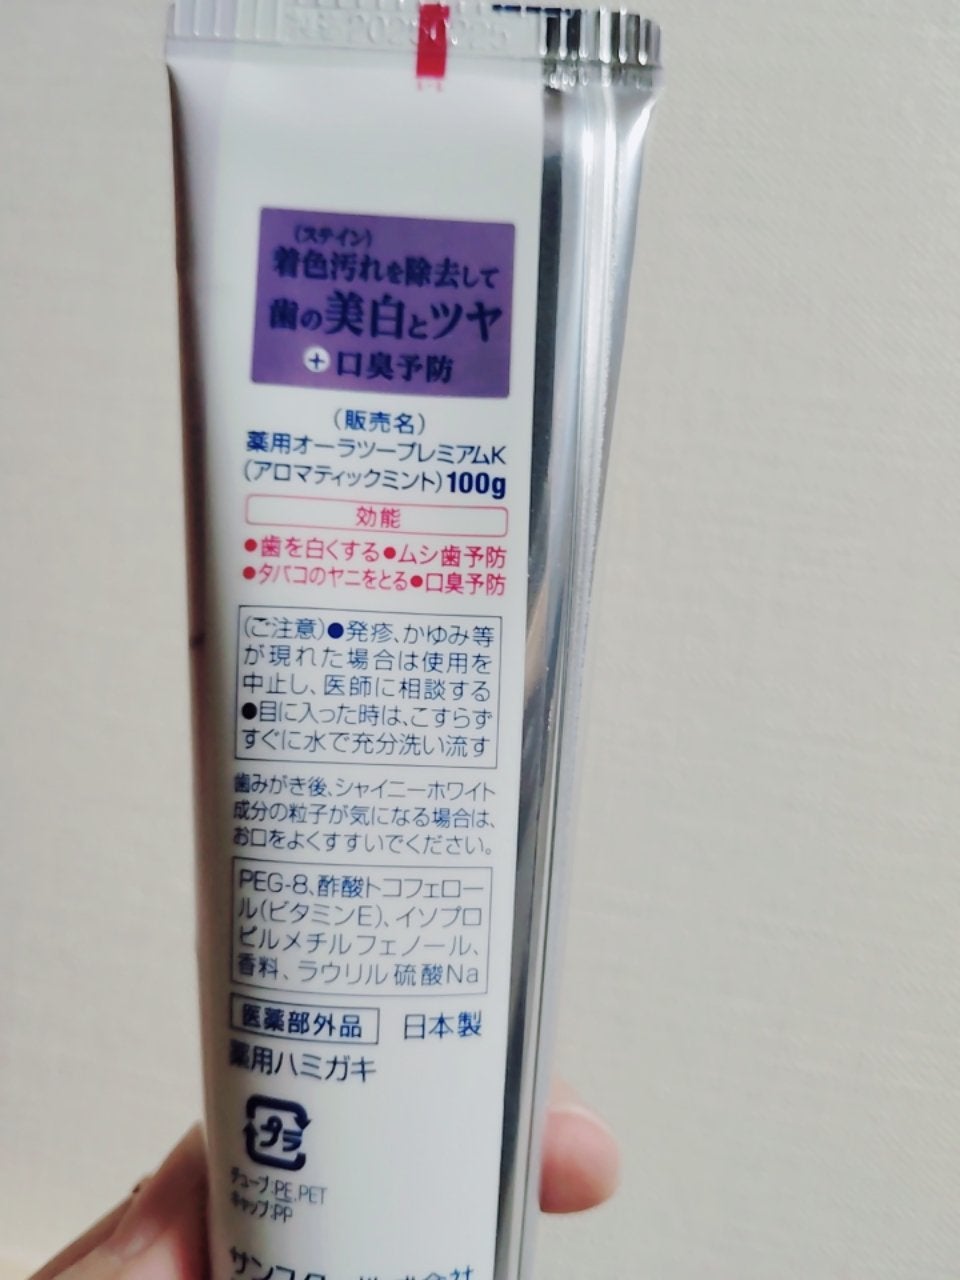 (ステイン)
着色汚れを除去して
歯の美白とツヤ
+口臭予防
(販売名)
薬用オーラツープレミアムK
(アロマティックミント)100g
効能
●歯を白くする●ムシ歯予防
●タバコのヤニをとる●口臭予防
(ご注意)●発疹、かゆみ等
が現れた場合は使用を
中止し、医師に相談する
●目に入った時は、こすらず
すぐに水で充分洗い流す
歯みがき後、シャイニーホワイト
成分の粒子が気になる場合は、
お口をよくすすいでください。
PEG-8、酢酸トコフェロー
ル(ビタミンE)、イソプロ
ピルメチルフェノール、
香料、ラウリル硫酸Na
医薬部外品 日本製
薬用ハミガキ
プラ
チューブ:PE,PET
キャップ:PP
サンスター株式会社